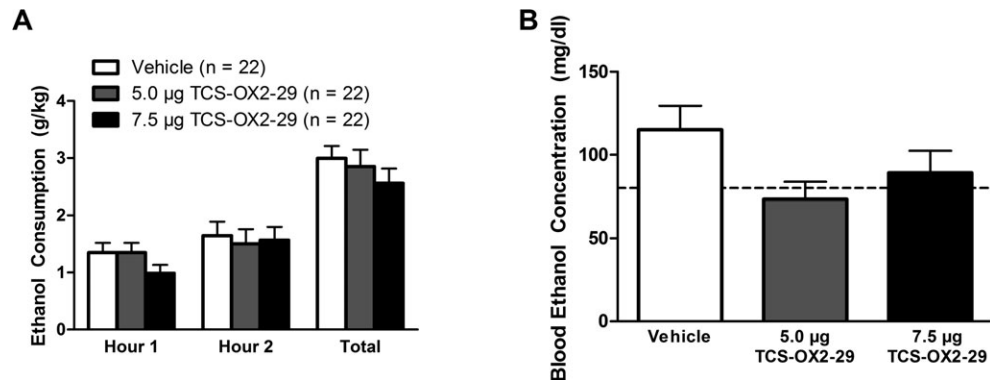 A
Vehicle (n = 22)
5.0 µg TCS-OX2-29 (n = 22)
7.5 µg TCS-OX2-29 (n = 22)
Ethanol Consumption (g/kg)
4
3
2
1
0
Hour 1
Hour 2
Total
B
Blood Ethanol Concentration (mg/dl)
150
100
50
0
Vehicle
5.0 µg
TCS-OX2-29
7.5 µg
TCS-OX2-29